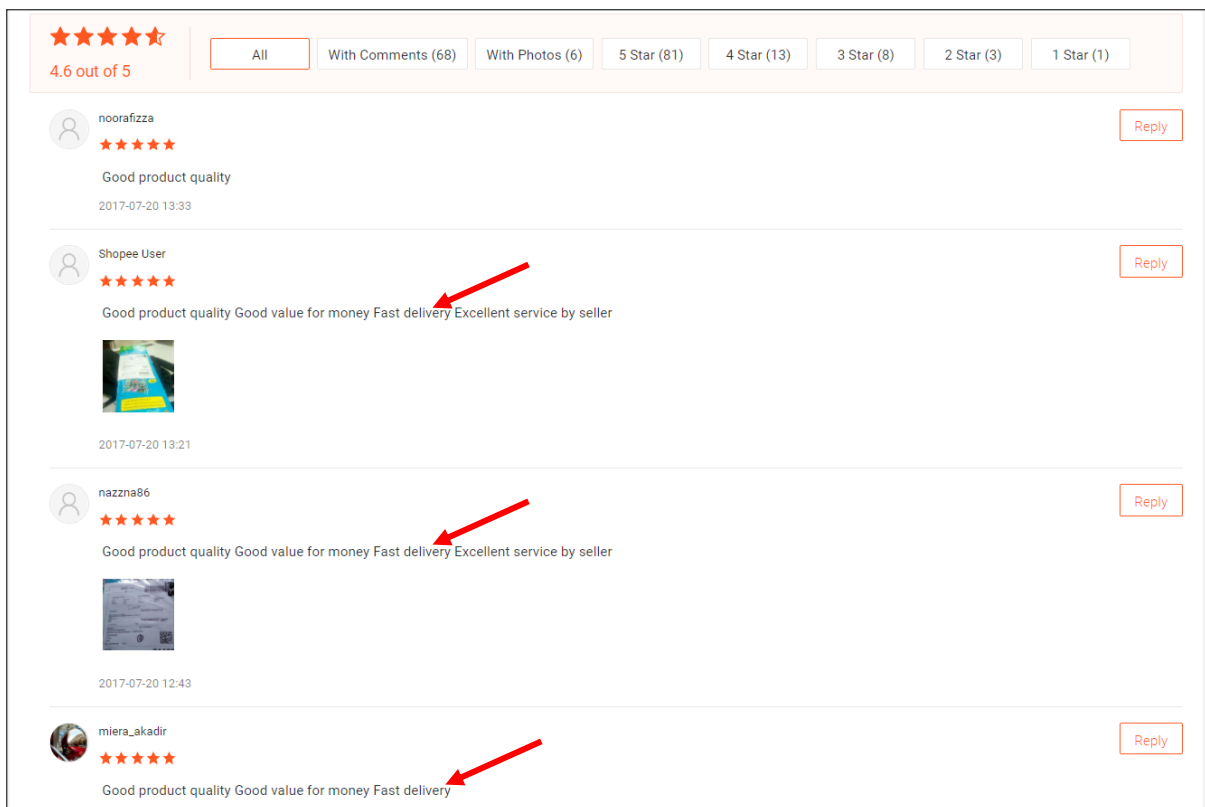 4.6 out of 5
All
With Comments (68)
With Photos (6)
5 Star (81)
4 Star (13)
3 Star (8)
2 Star (3)
1 Star (1)
noorafizza
Reply
Good product quality
2017-07-20 13:33
Shopee User
Reply
Good product quality Good value for money Fast delivery Excellent service by seller
2017-07-20 13:21
nazzna86
Reply
Good product quality Good value for money Fast delivery Excellent service by seller
2017-07-20 12:43
miera_akadir
Reply
Good product quality Good value for money Fast delivery